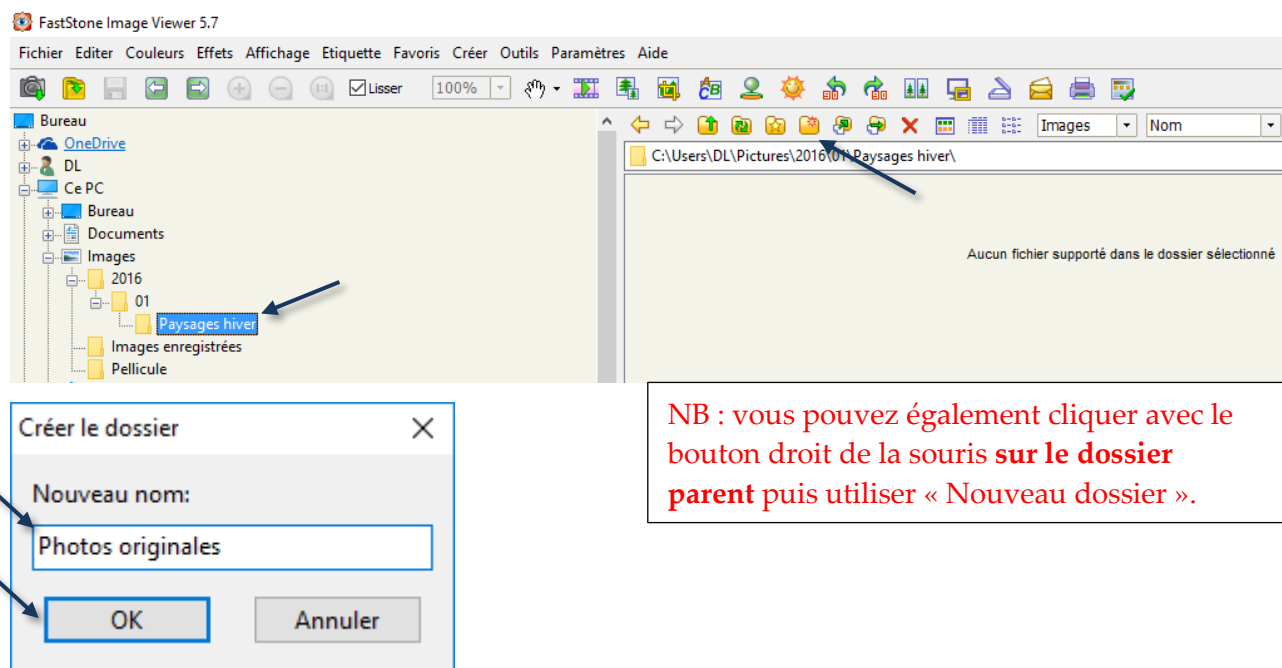 FastStone Image Viewer 5.7
Fichier Editer Couleurs Effets Affichage Etiquette Favoris Créer Outils Paramètres Aide
Lisser 100%
Bureau
OneDrive
DL
Ce PC
Bureau
Documents
Images
2016
01
Paysages hiver
Images enregistrées
Pellicule
Images Nom
C:\Users\DL\Pictures\2016\01\Paysages hiver\
Aucun fichier supporté dans le dossier sélectionné
Créer le dossier
Nouveau nom:
Photos originales
OK Annuler
NB : vous pouvez également cliquer avec le
bouton droit de la souris sur le dossier
parent puis utiliser « Nouveau dossier ».